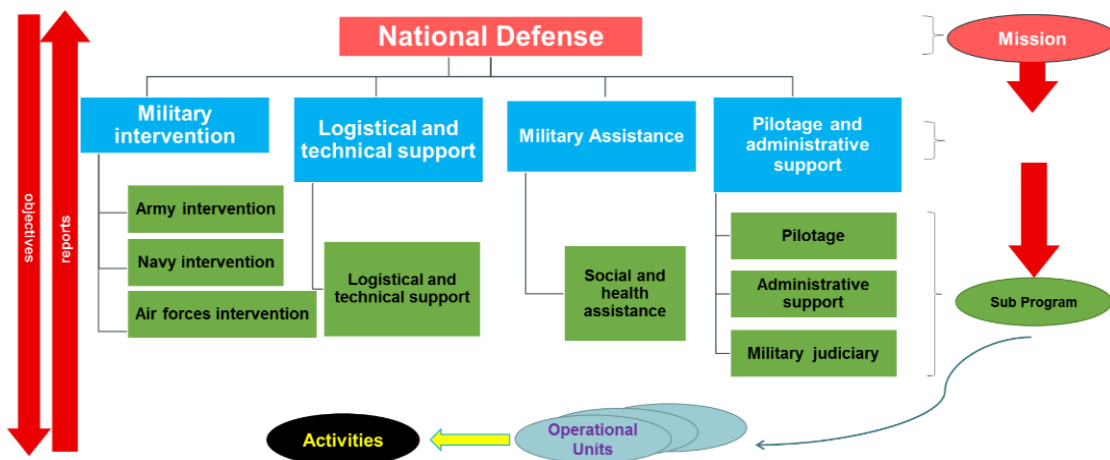 National Defense
Mission
Military
intervention
Logistical and
technical support
Military Assistance
Pilotage and
administrative
support
objectives
reports
Army intervention
Navy intervention
Air forces intervention
Logistical and
technical support
Social and
health
assistance
Pilotage
Administrative
support
Military judiciary
Sub Program
Activities
Operational
Units